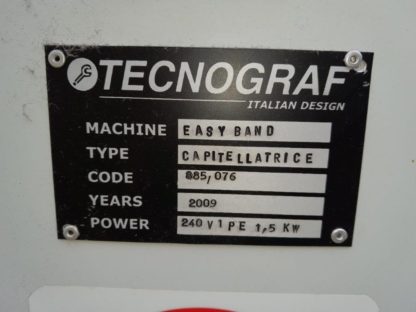 TECNOGRAF
ITALIAN DESIGN
MACHINE EASY BAND
TYPE CAPITELLATRICE
CODE 885/076
YEARS 2009
POWER 240 V 1 PE 1,5 KW